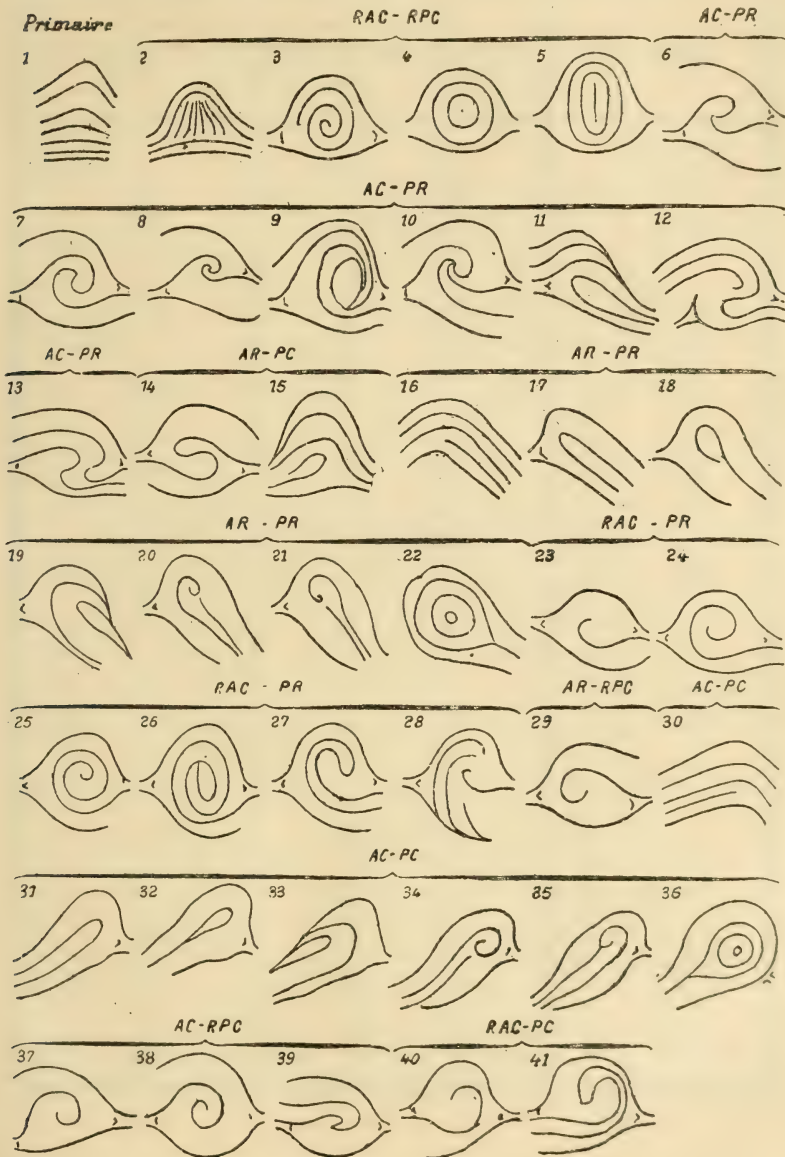 Primaire RAC-RPC AC-PR
1 2 3 4 5 6
AC-PR
7 8 9 10 11 12
AC-PR AR-PC AR-PR
13 14 15 16 17 18
AR - PR RAC - PR
19 20 21 22 23 24
RAC - PR AR-RPC AC-PC
25 26 27 28 29 30
AC-PC
31 32 33 34 35 36
AC-RPC RAC-PC
37 38 39 40 41